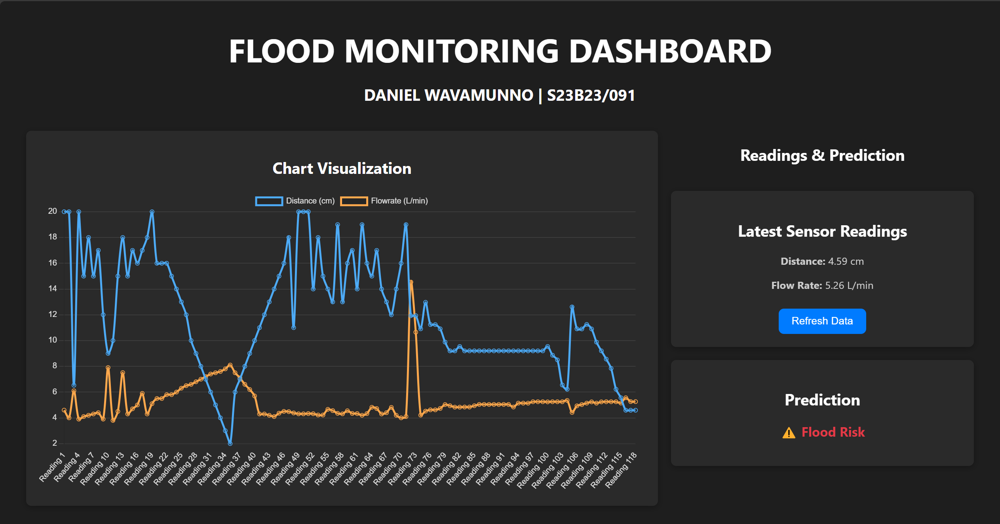 FLOOD MONITORING DASHBOARD
DANIEL WAVAMUNNO | S23B23/091
Chart Visualization
Distance (cm) Flowrate (L/min)
20
18
16
14
12
10
8
6
4
2
Reading 1 Reading 4 Reading 7 Reading 10 Reading 13 Reading 16 Reading 19 Reading 22 Reading 25 Reading 28 Reading 31 Reading 34 Reading 37 Reading 40 Reading 43 Reading 46 Reading 49 Reading 52 Reading 55 Reading 58 Reading 61 Reading 64 Reading 67 Reading 70 Reading 73 Reading 76 Reading 79 Reading 82 Reading 85 Reading 88 Reading 91 Reading 94 Reading 97 Reading 100 Reading 103 Reading 106 Reading 109 Reading 112 Reading 115 Reading 118
Readings & Prediction
Latest Sensor Readings
Distance: 4.59 cm
Flow Rate: 5.26 L/min
Refresh Data
Prediction
⚠️ Flood Risk